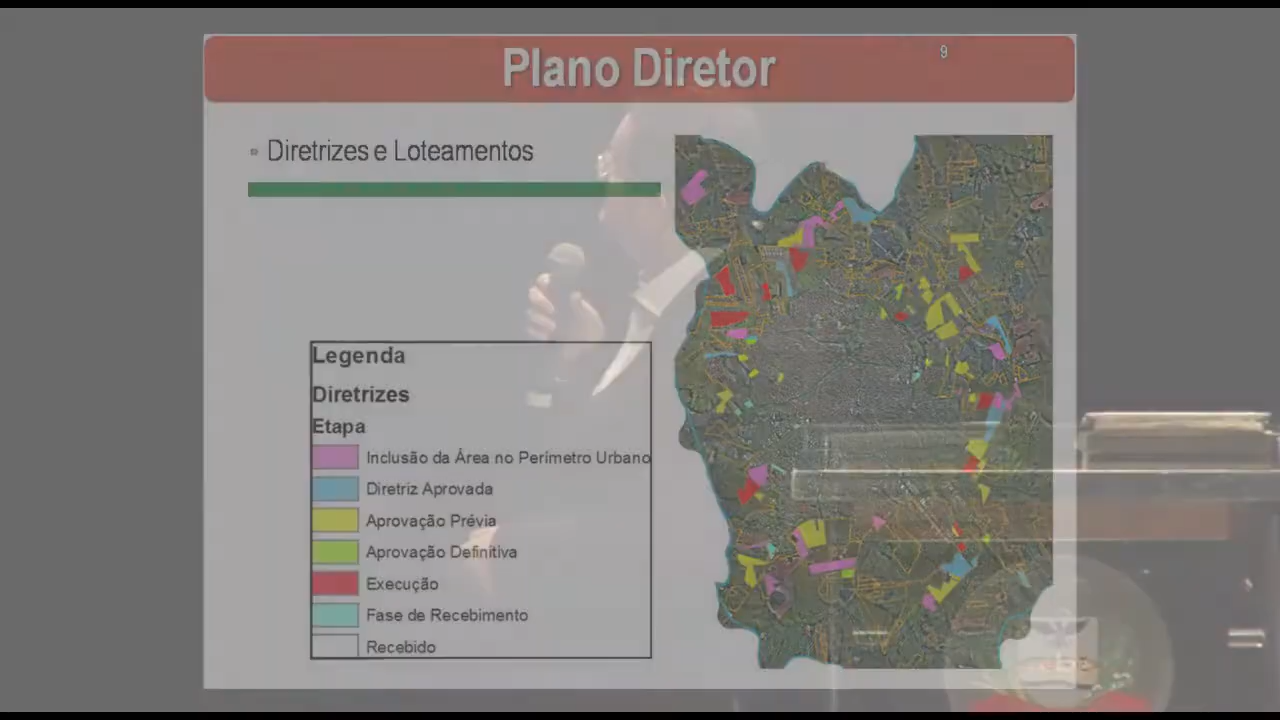 Plano Diretor
9
Diretrizes e Loteamentos
Legenda
Diretrizes
Etapa
Inclusão da Área no Perímetro Urbano
Diretriz Aprovada
Aprovação Prévia
Aprovação Definitiva
Execução
Fase de Recebimento
Recebido